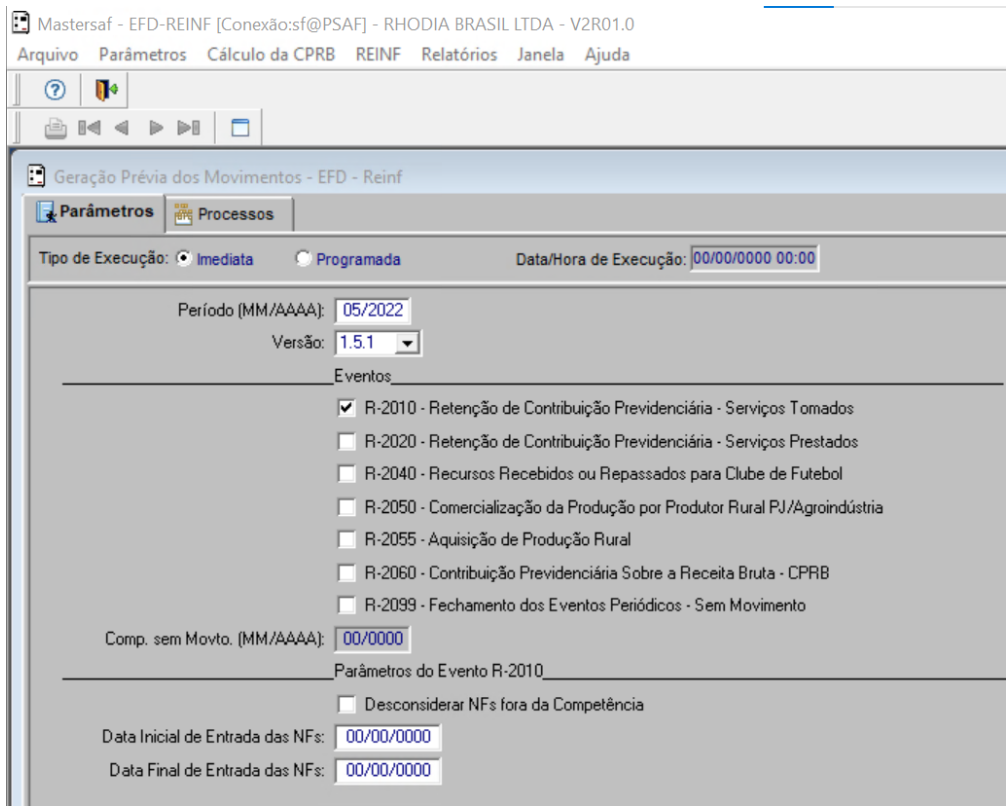 Mastersaf - EFD-REINF [Conexão:sf@PSAF] - RHODIA BRASIL LTDA - V2R01.0
Arquivo Parâmetros Cálculo da CPRB REINF Relatórios Janela Ajuda
Geração Prévia dos Movimentos - EFD - Reinf
Parâmetros Processos
Tipo de Execução: Imediata Programada Data/Hora de Execução: 00/00/0000 00:00
Período (MM/AAAA): 05/2022
Versão: 1.5.1
Eventos
R-2010 - Retenção de Contribuição Previdenciária - Serviços Tomados
R-2020 - Retenção de Contribuição Previdenciária - Serviços Prestados
R-2040 - Recursos Recebidos ou Repassados para Clube de Futebol
R-2050 - Comercialização da Produção por Produtor Rural PJ/Agroindústria
R-2055 - Aquisição de Produção Rural
R-2060 - Contribuição Previdenciária Sobre a Receita Bruta - CPRB
R-2099 - Fechamento dos Eventos Periódicos - Sem Movimento
Comp. sem Movto. (MM/AAAA): 00/0000
Parâmetros do Evento R-2010
Desconsiderar NFs fora da Competência
Data Inicial de Entrada das NFs: 00/00/0000
Data Final de Entrada das NFs: 00/00/0000